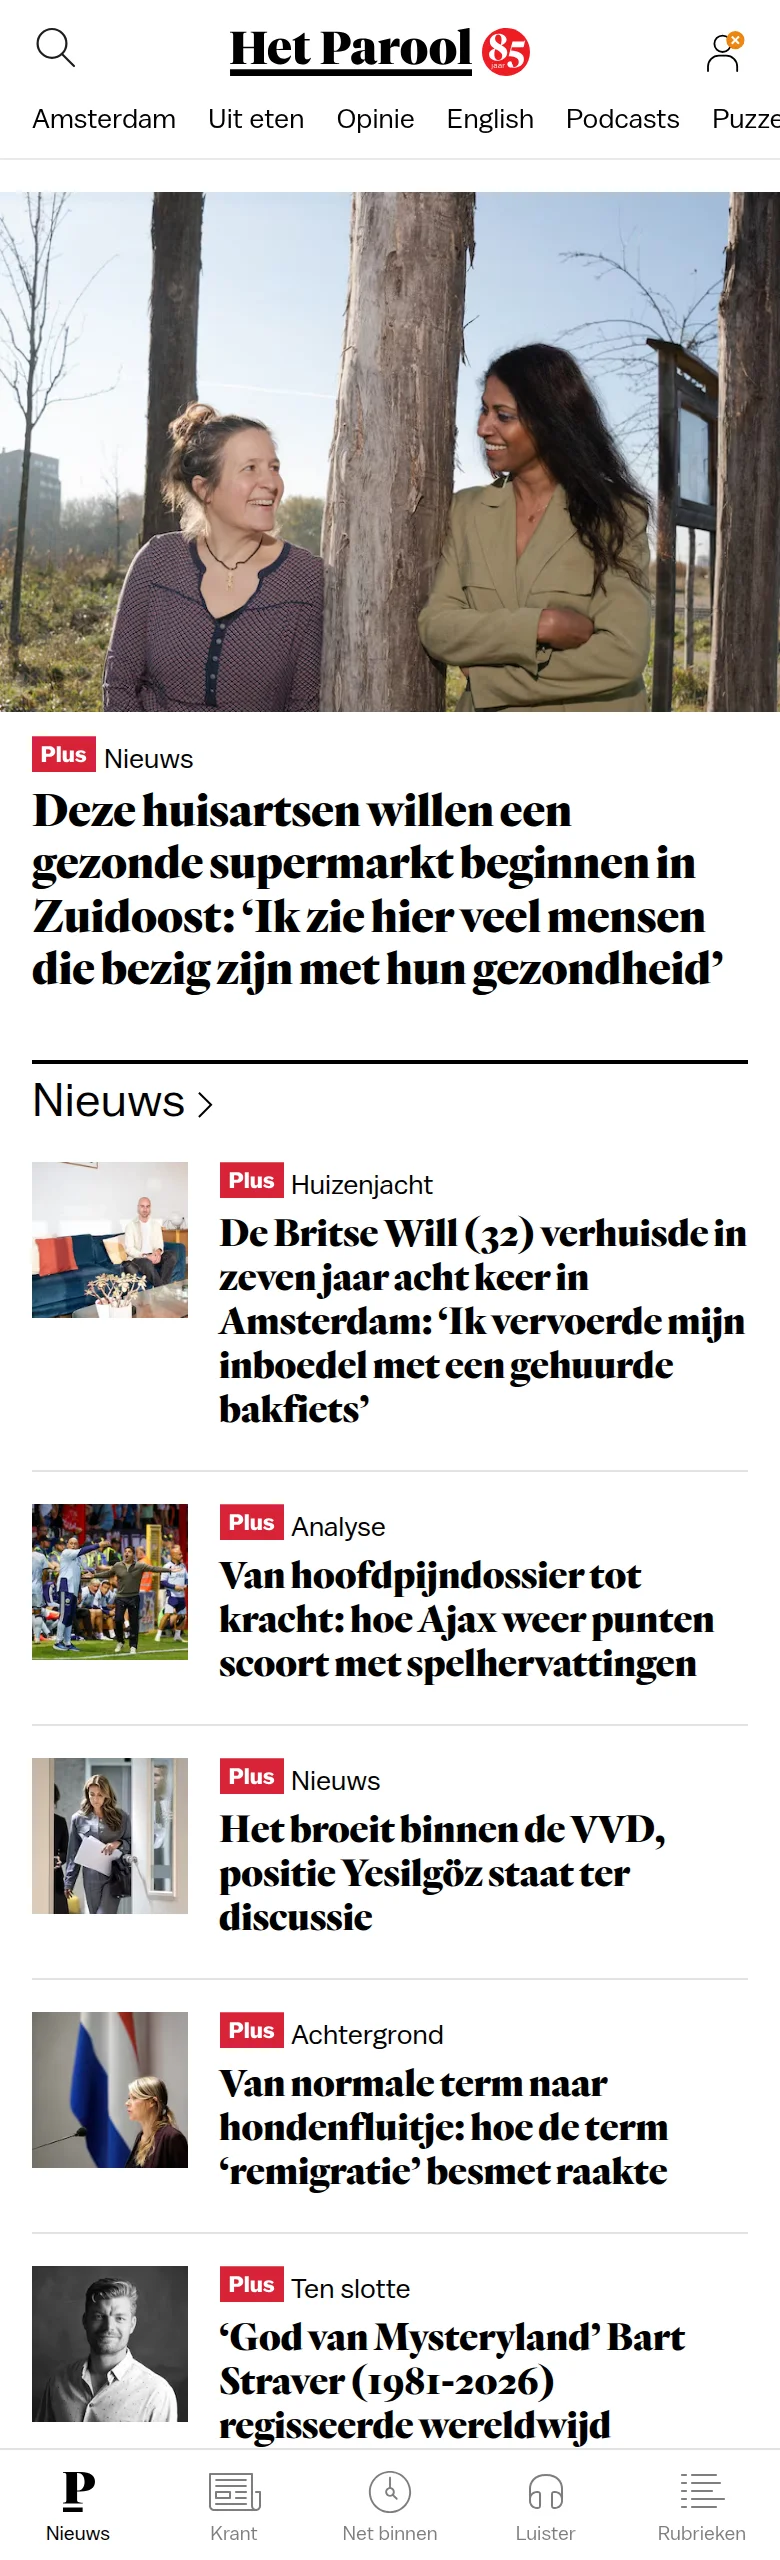 Het Parool 85 jaar
Amsterdam Uit eten Opinie English Podcasts Puzze
Plus Nieuws
Deze huisartsen willen een
gezonde supermarkt beginnen in
Zuidoost: ‘Ik zie hier veel mensen
die bezig zijn met hun gezondheid’
Nieuws
Plus Huizenjacht
De Britse Will (32) verhuisde in
zeven jaar acht keer in
Amsterdam: ‘Ik vervoerde mijn
inboedel met een gehuurde
bakfiets’
Plus Analyse
Van hoofdpijndossier tot
kracht: hoe Ajax weer punten
scoort met spelhervattingen
Plus Nieuws
Het broeit binnen de VVD,
positie Yesilgöz staat ter
discussie
Plus Achtergrond
Van normale term naar
hondenfluitje: hoe de term
‘remigratie’ besmet raakte
Plus Ten slotte
‘God van Mysteryland’ Bart
Straver (1981-2026)
regisseerde wereldwijd
P
Nieuws Krant Net binnen Luister Rubrieken